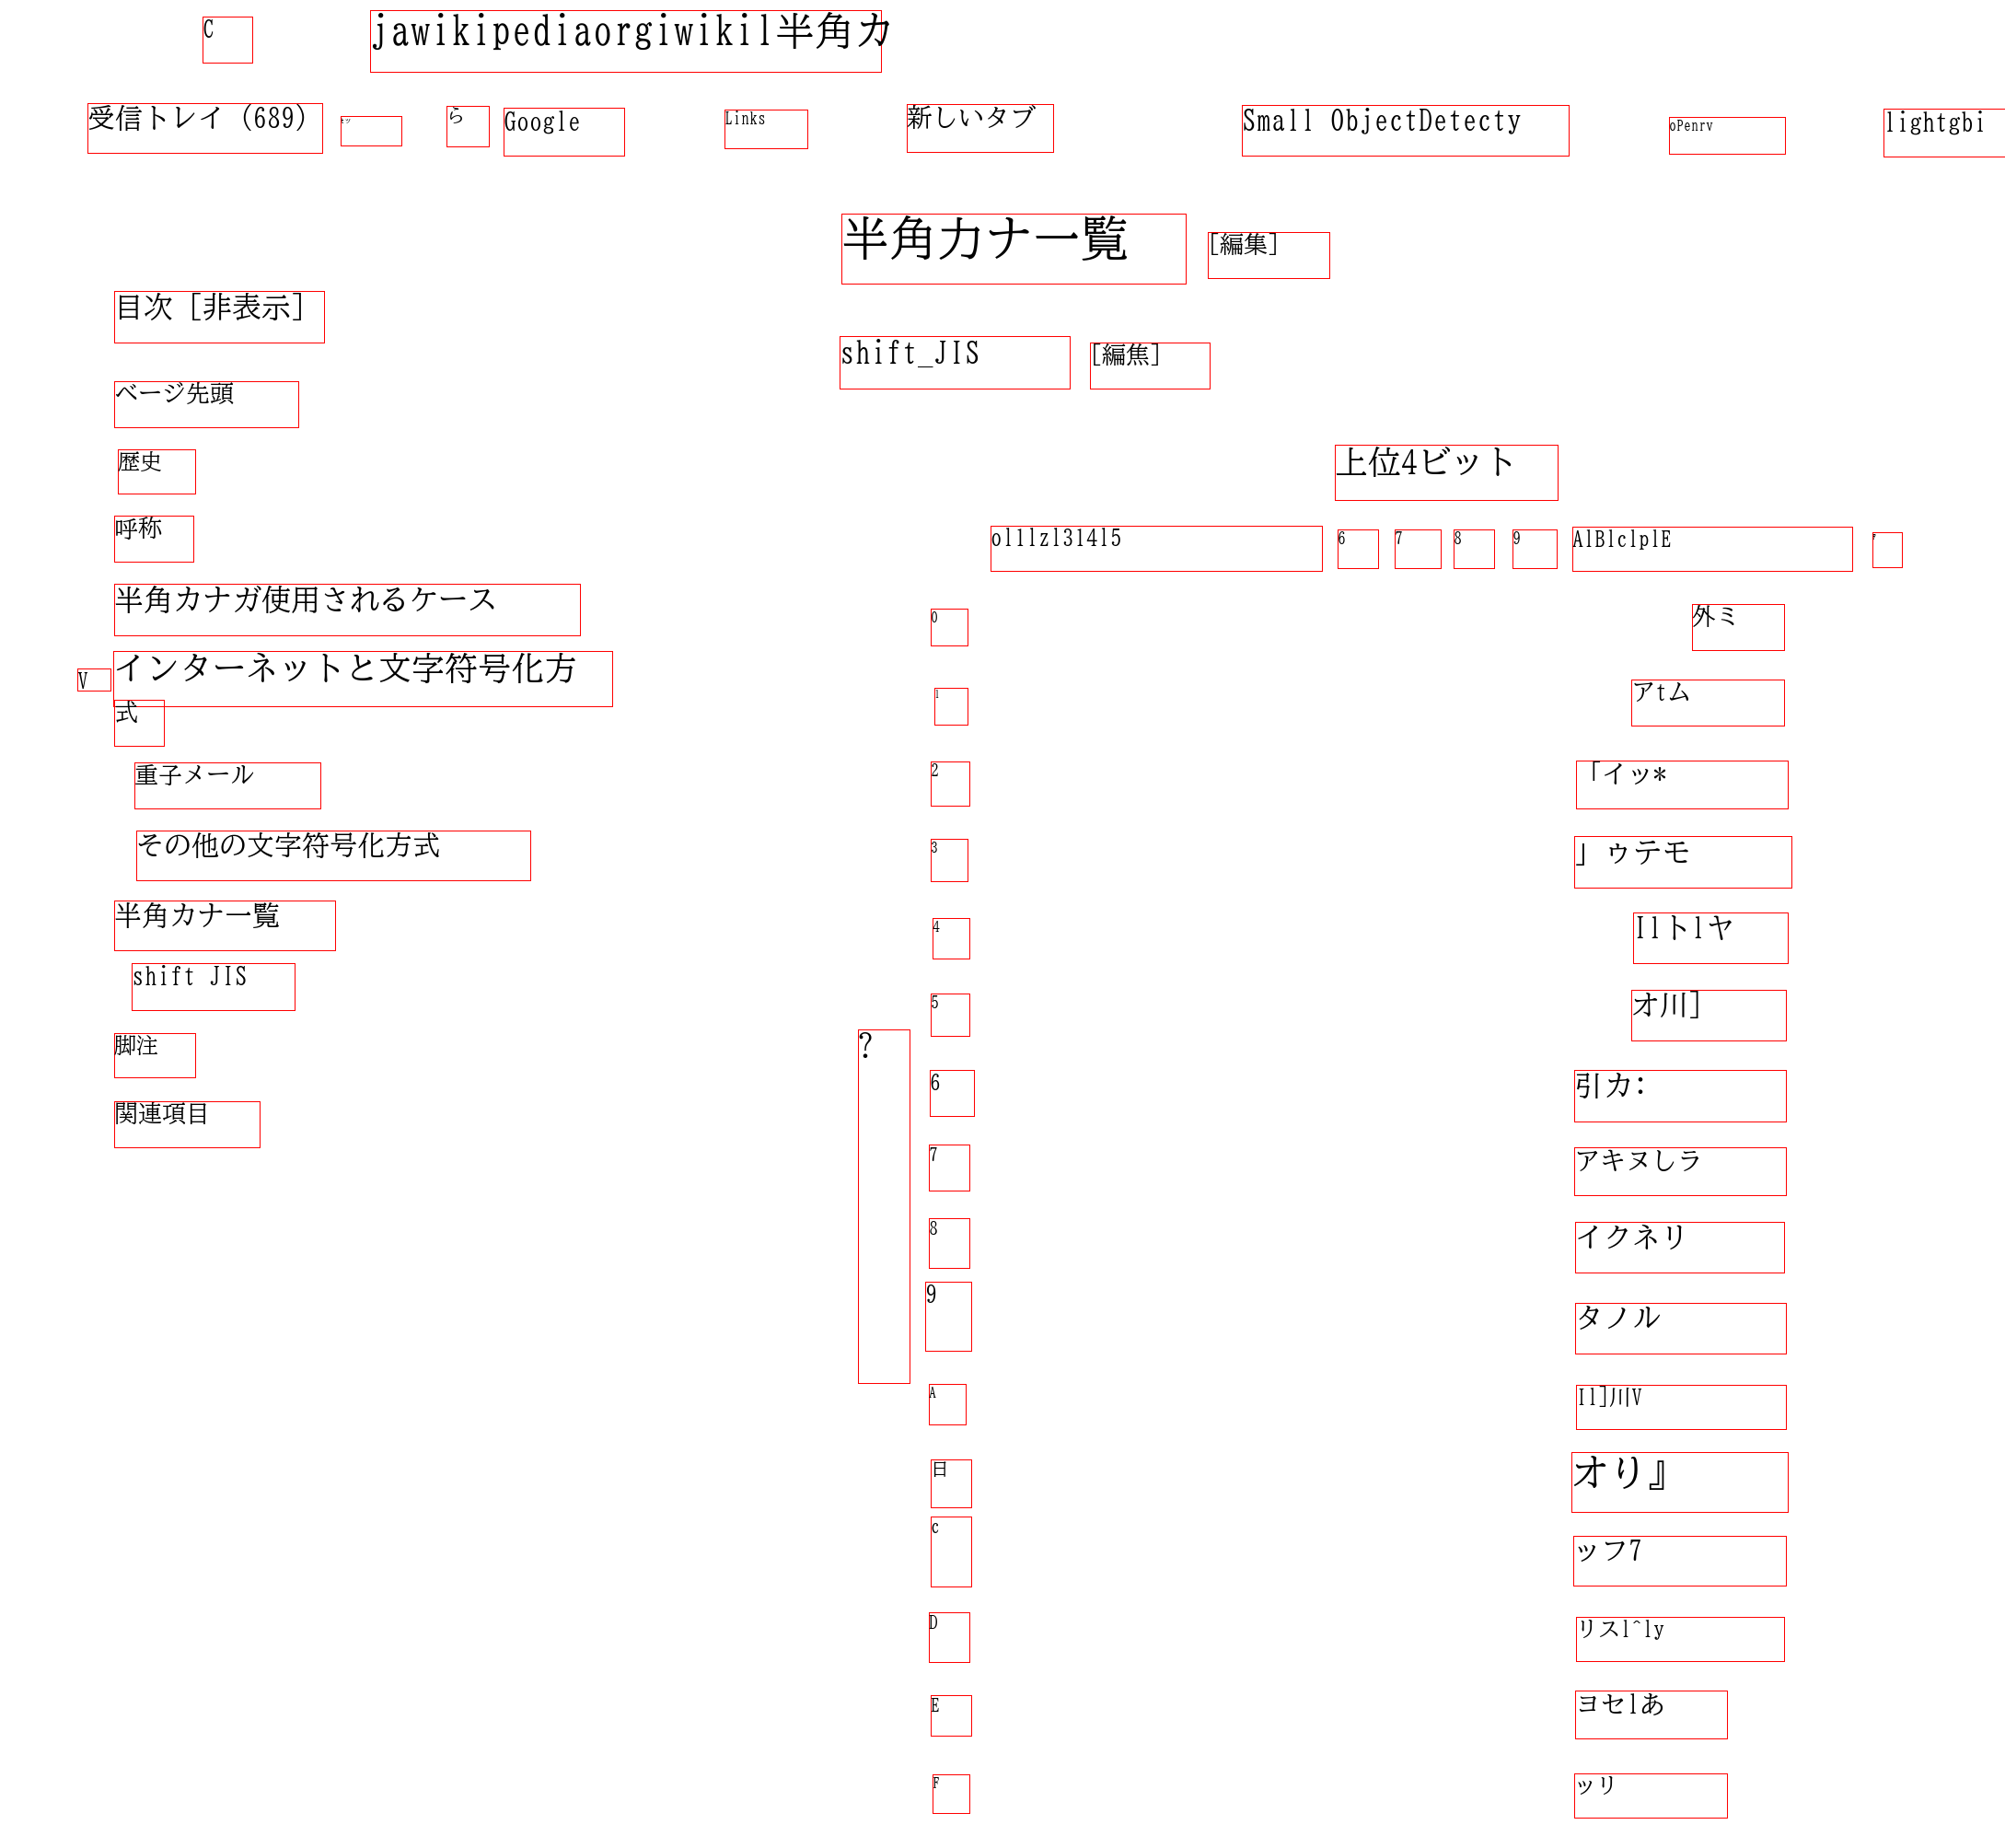 C jawikipediaorgiwikil半角カ
受信トレイ（689） ら Google Links 新しいタブ Small ObjectDetecty oPenrv lightgbi
半角カナ一覧 [編集]
目次［非表示］
shift_JIS [編焦]
ベージ先頭
歴史
上位4ビット
呼称
olllzl314l5 6 7 8 9 AlBlclplE
半角カナガ使用されるケース
0 外ミ
V インターネットと文字符号化方
式
1 アtム
重子メール
2 「イッ*
その他の文字符号化方式
3 」ゥテモ
半角カナ一覧
4 Ilトlヤ
shift JIS
5 オ川］
脚注
?
6 引カ:
関連項目
7 アキヌしラ
8 イクネリ
9 タノル
A Il]川V
日 オり』
c ッフ7
D リスl^ly
E ヨセlあ
F ッリ